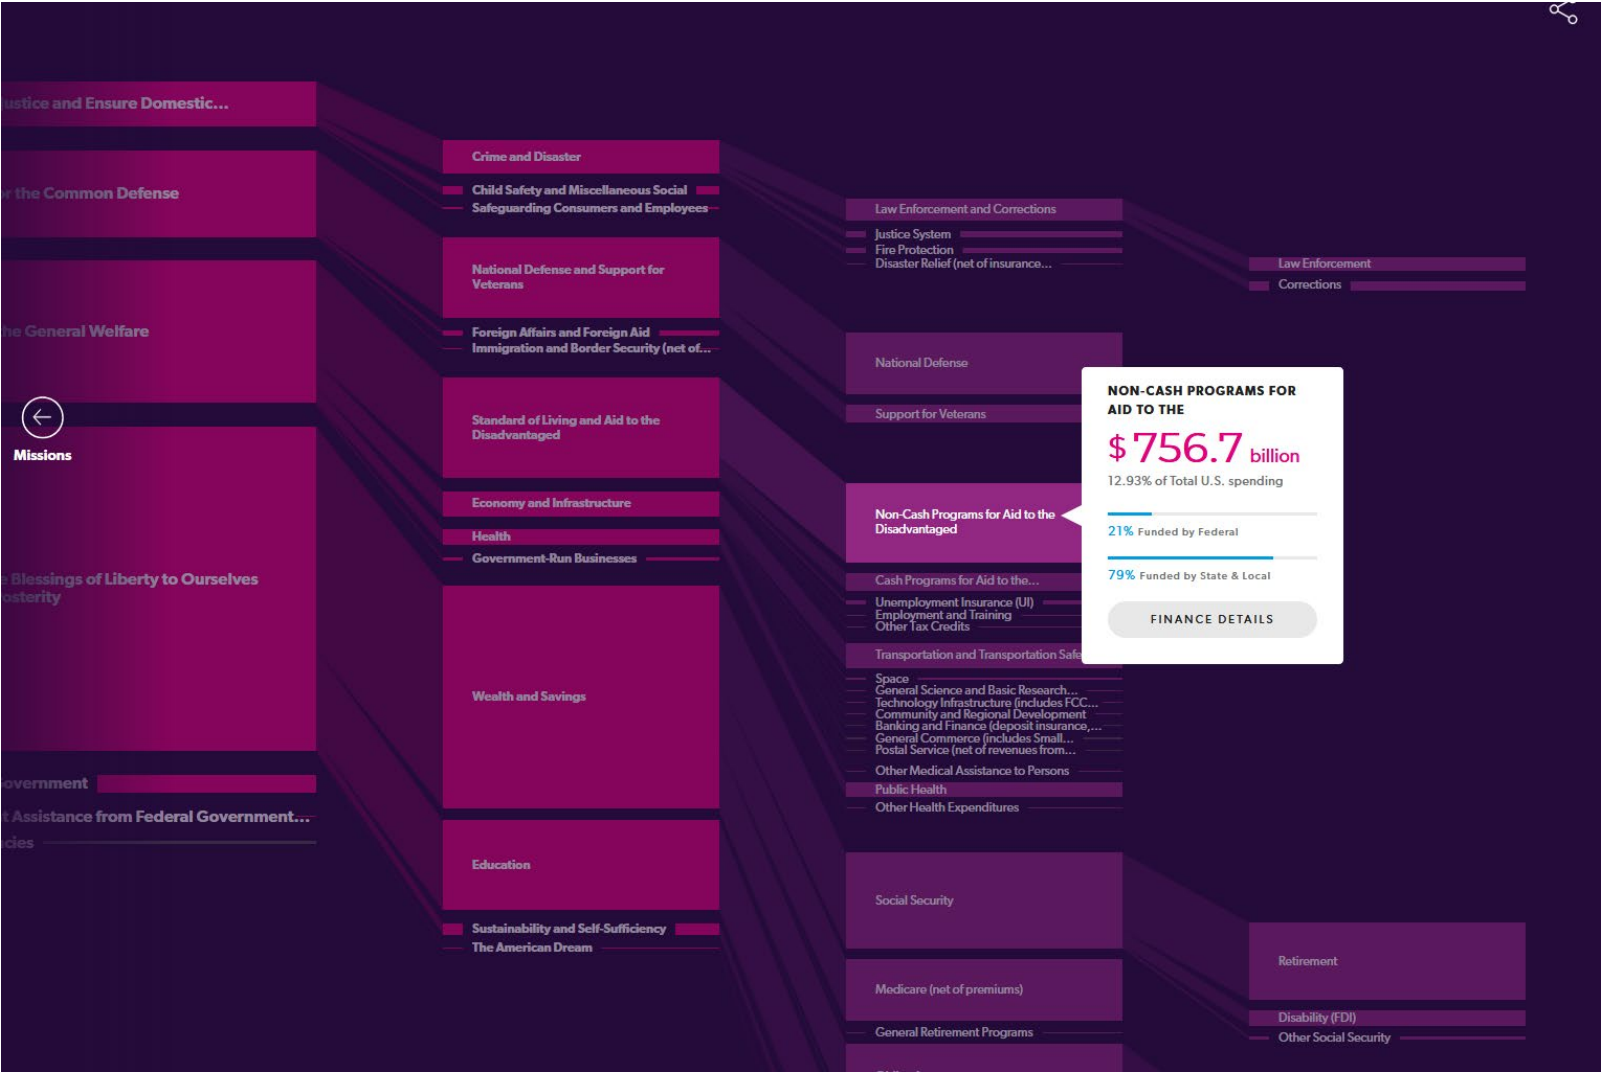 ustice and Ensure Domestic...
or the Common Defense
the General Welfare
Missions
e Blessings of Liberty to Ourselves
osterity
Government
t Assistance from Federal Government...
cies
Crime and Disaster
Child Safety and Miscellaneous Social
Safeguarding Consumers and Employees
National Defense and Support for
Veterans
Foreign Affairs and Foreign Aid
Immigration and Border Security (net of...
Standard of Living and Aid to the
Disadvantaged
Economy and Infrastructure
Health
Government-Run Businesses
Wealth and Savings
Education
Sustainability and Self-Sufficiency
The American Dream
Law Enforcement and Corrections
Justice System
Fire Protection
Disaster Relief (net of insurance...
National Defense
Support for Veterans
Non-Cash Programs for Aid to the
Disadvantaged
Cash Programs for Aid to the...
Unemployment Insurance (UI)
Employment and Training
Other Tax Credits
Transportation and Transportation Safe
Space
General Science and Basic Research...
Technology Infrastructure (includes FCC...
Community and Regional Development
Banking and Finance (deposit insurance,...
General Commerce (includes Small...
Postal Service (net of revenues from...
Other Medical Assistance to Persons
Public Health
Other Health Expenditures
Social Security
Medicare (net of premiums)
General Retirement Programs
Law Enforcement
Corrections
NON-CASH PROGRAMS FOR
AID TO THE
$756.7 billion
12.93% of Total U.S. spending
21% Funded by Federal
79% Funded by State & Local
FINANCE DETAILS
Retirement
Disability (FDI)
Other Social Security